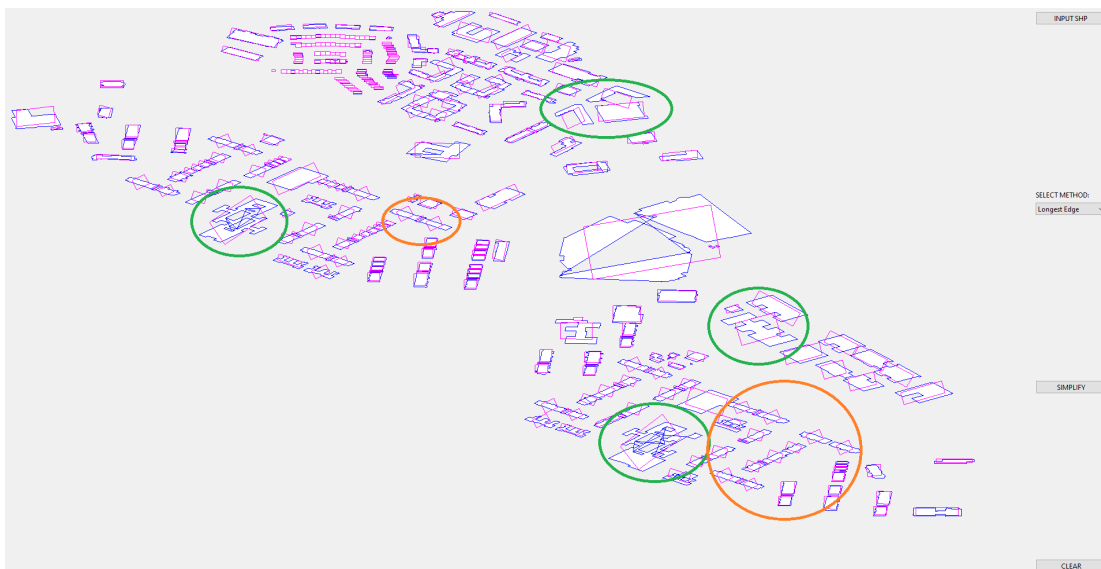 INPUT SHP
SELECT METHOD:
Longest Edge
SIMPLIFY
CLEAR